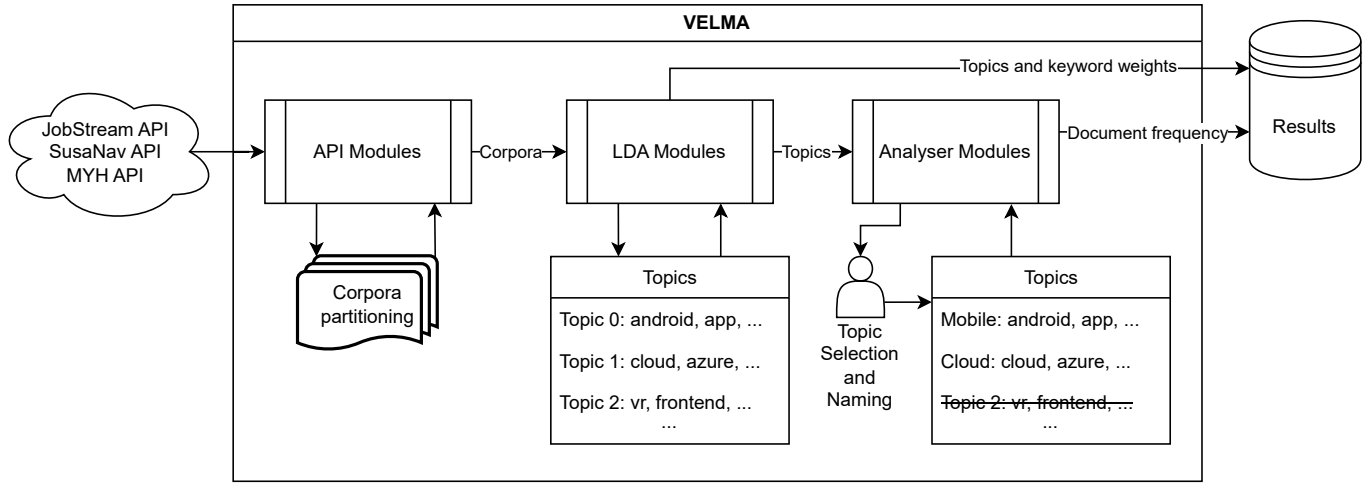 VELMA
Topics and keyword weights
JobStream API
SusaNav API
MYH API
API Modules
Corpora
LDA Modules
Topics
Analyser Modules
Document frequency
Results
Corpora
partitioning
Topics
Topic 0: android, app, ...
Topic 1: cloud, azure, ...
Topic 2: vr, frontend, ...
...
Topic
Selection
and
Naming
Topics
Mobile: android, app, ...
Cloud: cloud, azure, ...
Topic 2: vr, frontend, ...
...